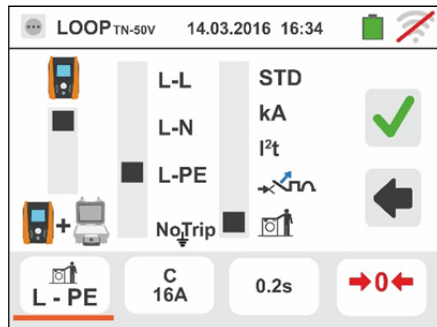 LOOP TN-50V 14.03.2016 16:34
L-L STD
L-N kA
I²t
L-PE
NoTrip
L - PE C 16A 0.2s →0←